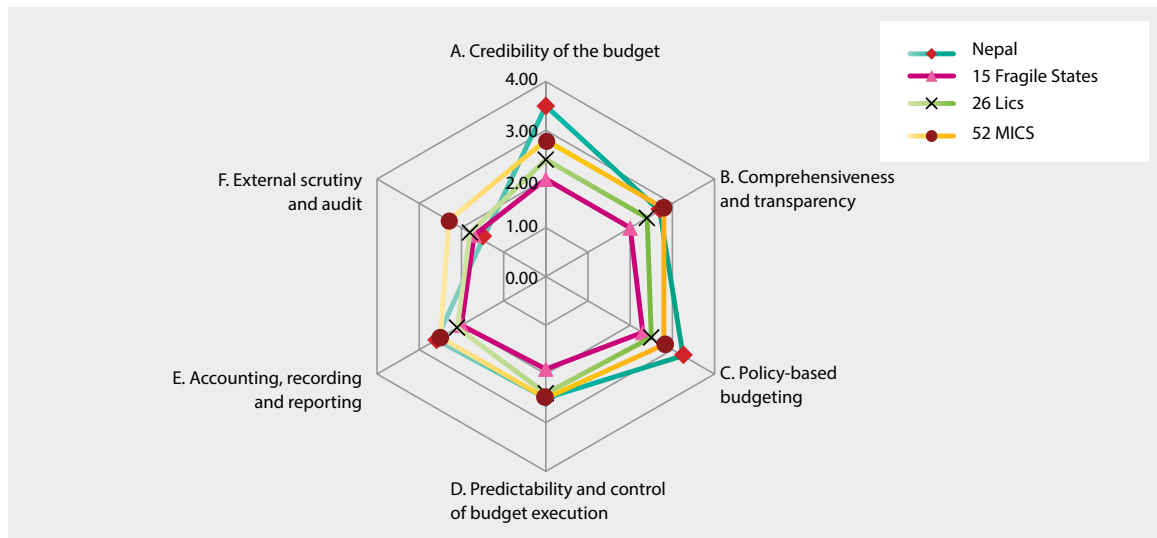 A. Credibility of the budget
4.00
3.00
2.00
1.00
0.00
B. Comprehensiveness
and transparency
C. Policy-based
budgeting
D. Predictability and control
of budget execution
E. Accounting, recording
and reporting
F. External scrutiny
and audit
Nepal
15 Fragile States
26 Lics
52 MICS